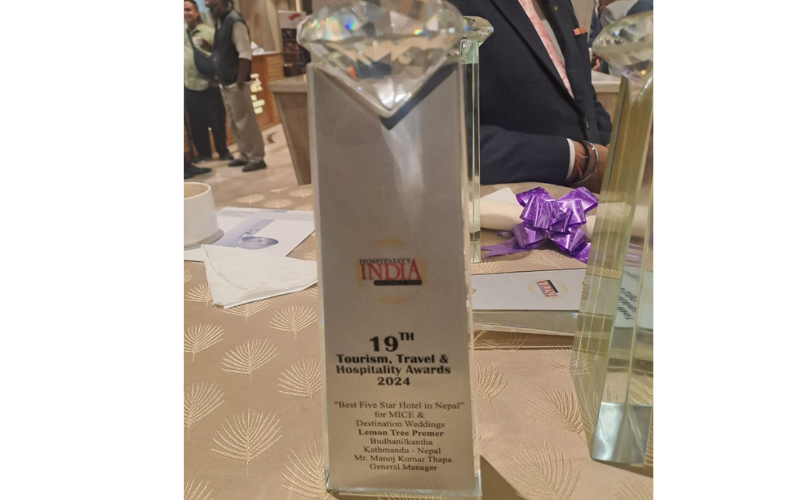 HOSPITALITY
INDIA
19TH
Tourism, Travel &
Hospitality Awards
2024
"Best Five Star Hotel in Nepal"
for MICE &
Destination Weddings
Lemon Tree Premer
Budhanilkantha
Kathmandu - Nepal
Mr. Manoj Kumar Thapa
General Manager
INDIA